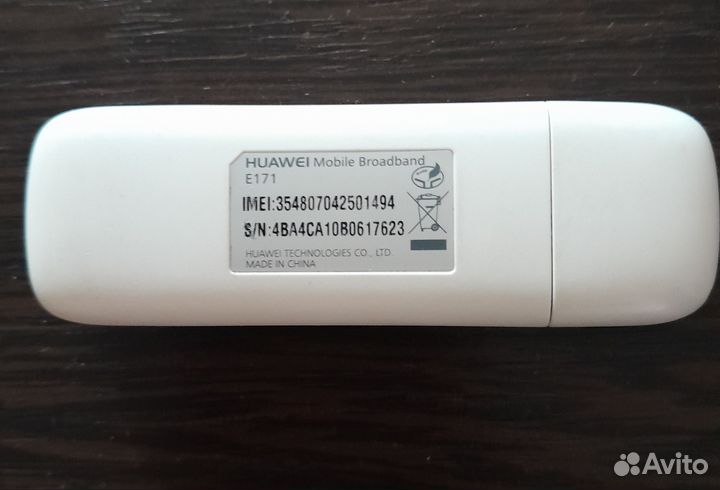 HUAWEI Mobile Broadband
E171
IMEI:354807042501494
S/N:4BA4CA10B0617623
HUAWEI TECHNOLOGIES CO., LTD.
MADE IN CHINA
Avito